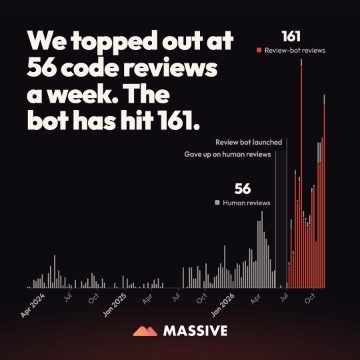 We topped out at
56 code reviews
a week. The
bot has hit 161.
161
Review-bot reviews
Review bot launched
Gave up on human reviews
56
Human reviews
Apr 2024
Jul
Oct
Jan 2025
Apr
Jul
Oct
Jan 2026
Apr
Jul
Oct
MASSIVE